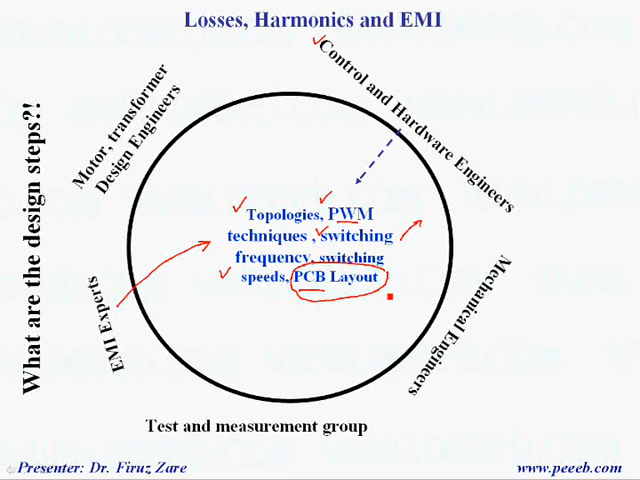 Losses, Harmonics and EMI
What are the design steps?!
Motor, transformer
Design Engineers
Control and Hardware Engineers
Topologies, PWM
techniques , switching
frequency, switching
speeds, PCB Layout
EMI Experts
Mechanical Engineers
Test and measurement group
Presenter: Dr. Firuz Zare
www.peeeb.com